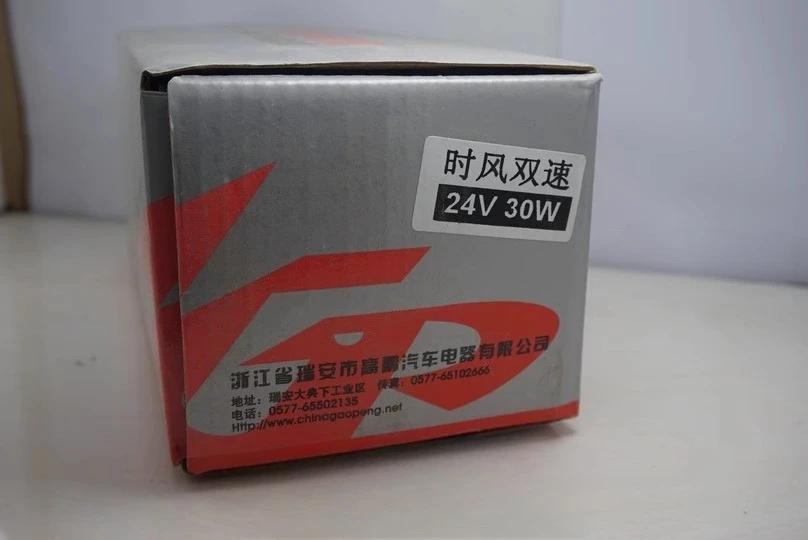 时风双速
24V 30W
浙江省瑞安市高鹏汽车电器有限公司
地址：瑞安大典下工业区 传真：0577-65102666
电话：0577-65502135
Http://www.chinagaopeng.net